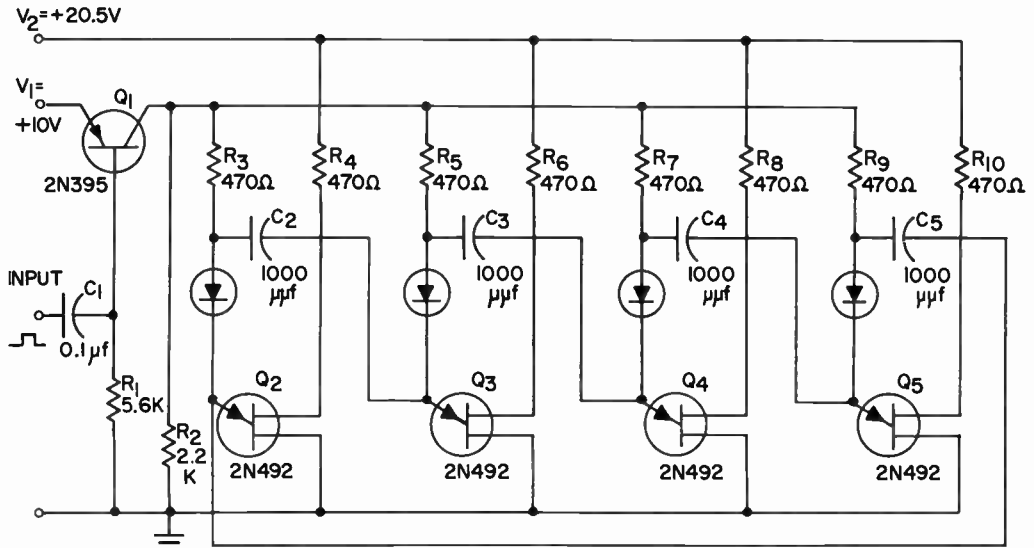 V2=+20.5V
V1=
+10V
Q1
2N395
R3
470Ω
R4
470Ω
R5
470Ω
R6
470Ω
R7
470Ω
R8
470Ω
R9
470Ω
R10
470Ω
C2
1000
μμf
C3
1000
μμf
C4
1000
μμf
C5
1000
μμf
INPUT
C1
0.1μf
R1
5.6K
R2
2.2
K
Q2
2N492
Q3
2N492
Q4
2N492
Q5
2N492